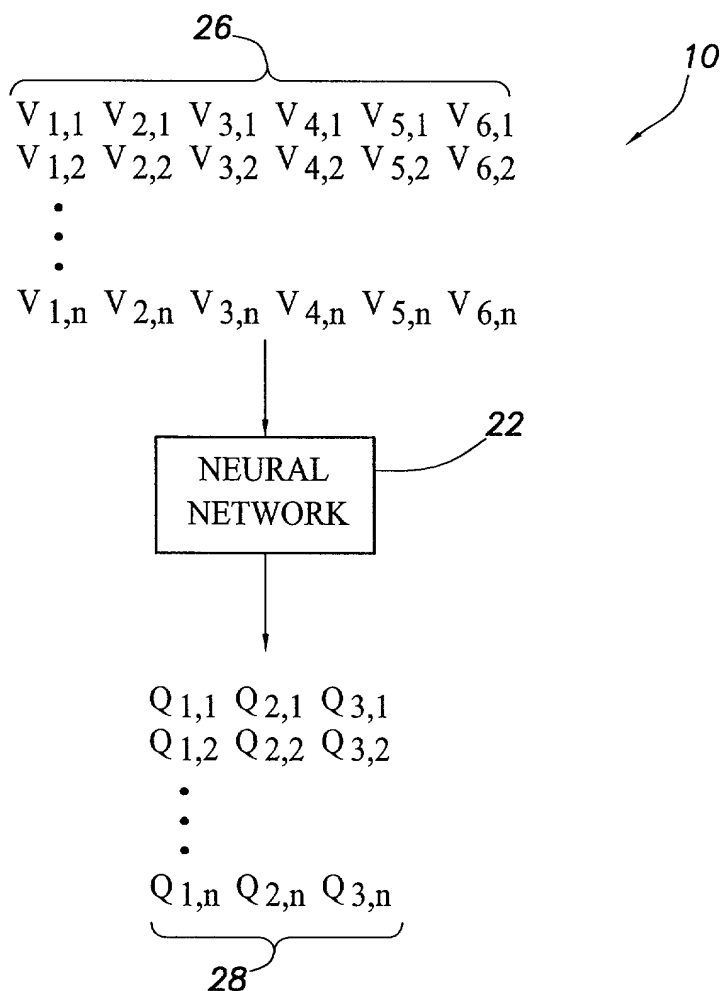 26
10
V1,1 V2,1 V3,1 V4,1 V5,1 V6,1
V1,2 V2,2 V3,2 V4,2 V5,2 V6,2
V1,n V2,n V3,n V4,n V5,n V6,n
22
NEURAL
NETWORK
Q1,1 Q2,1 Q3,1
Q1,2 Q2,2 Q3,2
Q1,n Q2,n Q3,n
28